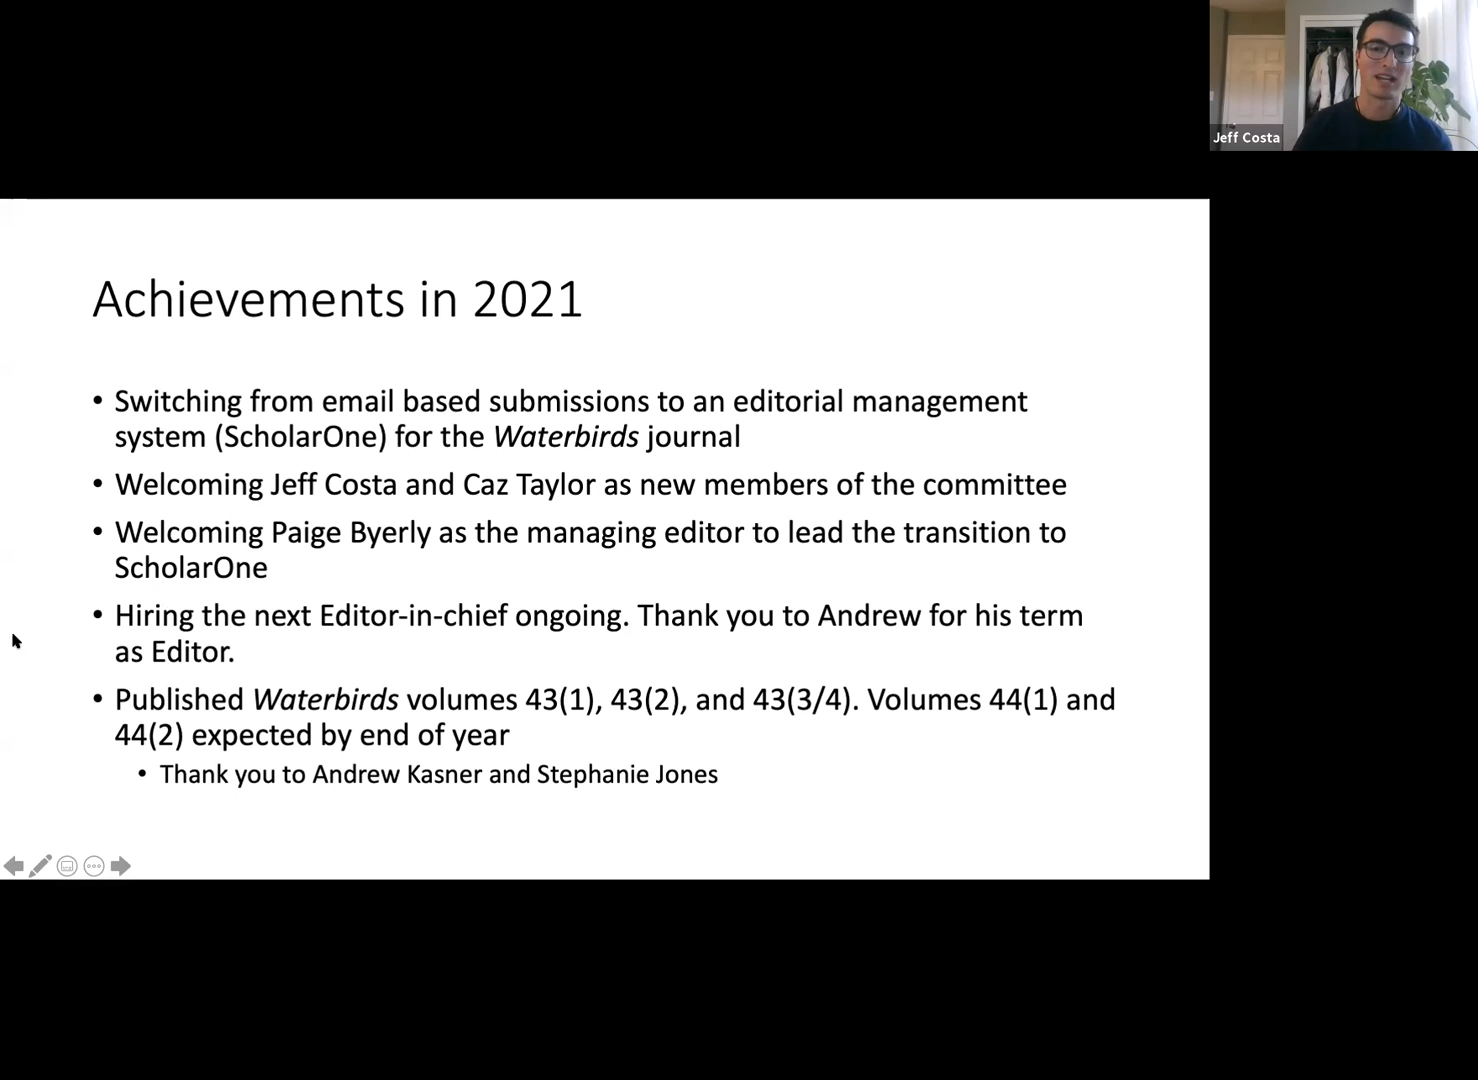 Jeff Costa
Achievements in 2021
• Switching from email based submissions to an editorial management
system (ScholarOne) for the Waterbirds journal
• Welcoming Jeff Costa and Caz Taylor as new members of the committee
• Welcoming Paige Byerly as the managing editor to lead the transition to
ScholarOne
• Hiring the next Editor-in-chief ongoing. Thank you to Andrew for his term
as Editor.
• Published Waterbirds volumes 43(1), 43(2), and 43(3/4). Volumes 44(1) and
44(2) expected by end of year
• Thank you to Andrew Kasner and Stephanie Jones